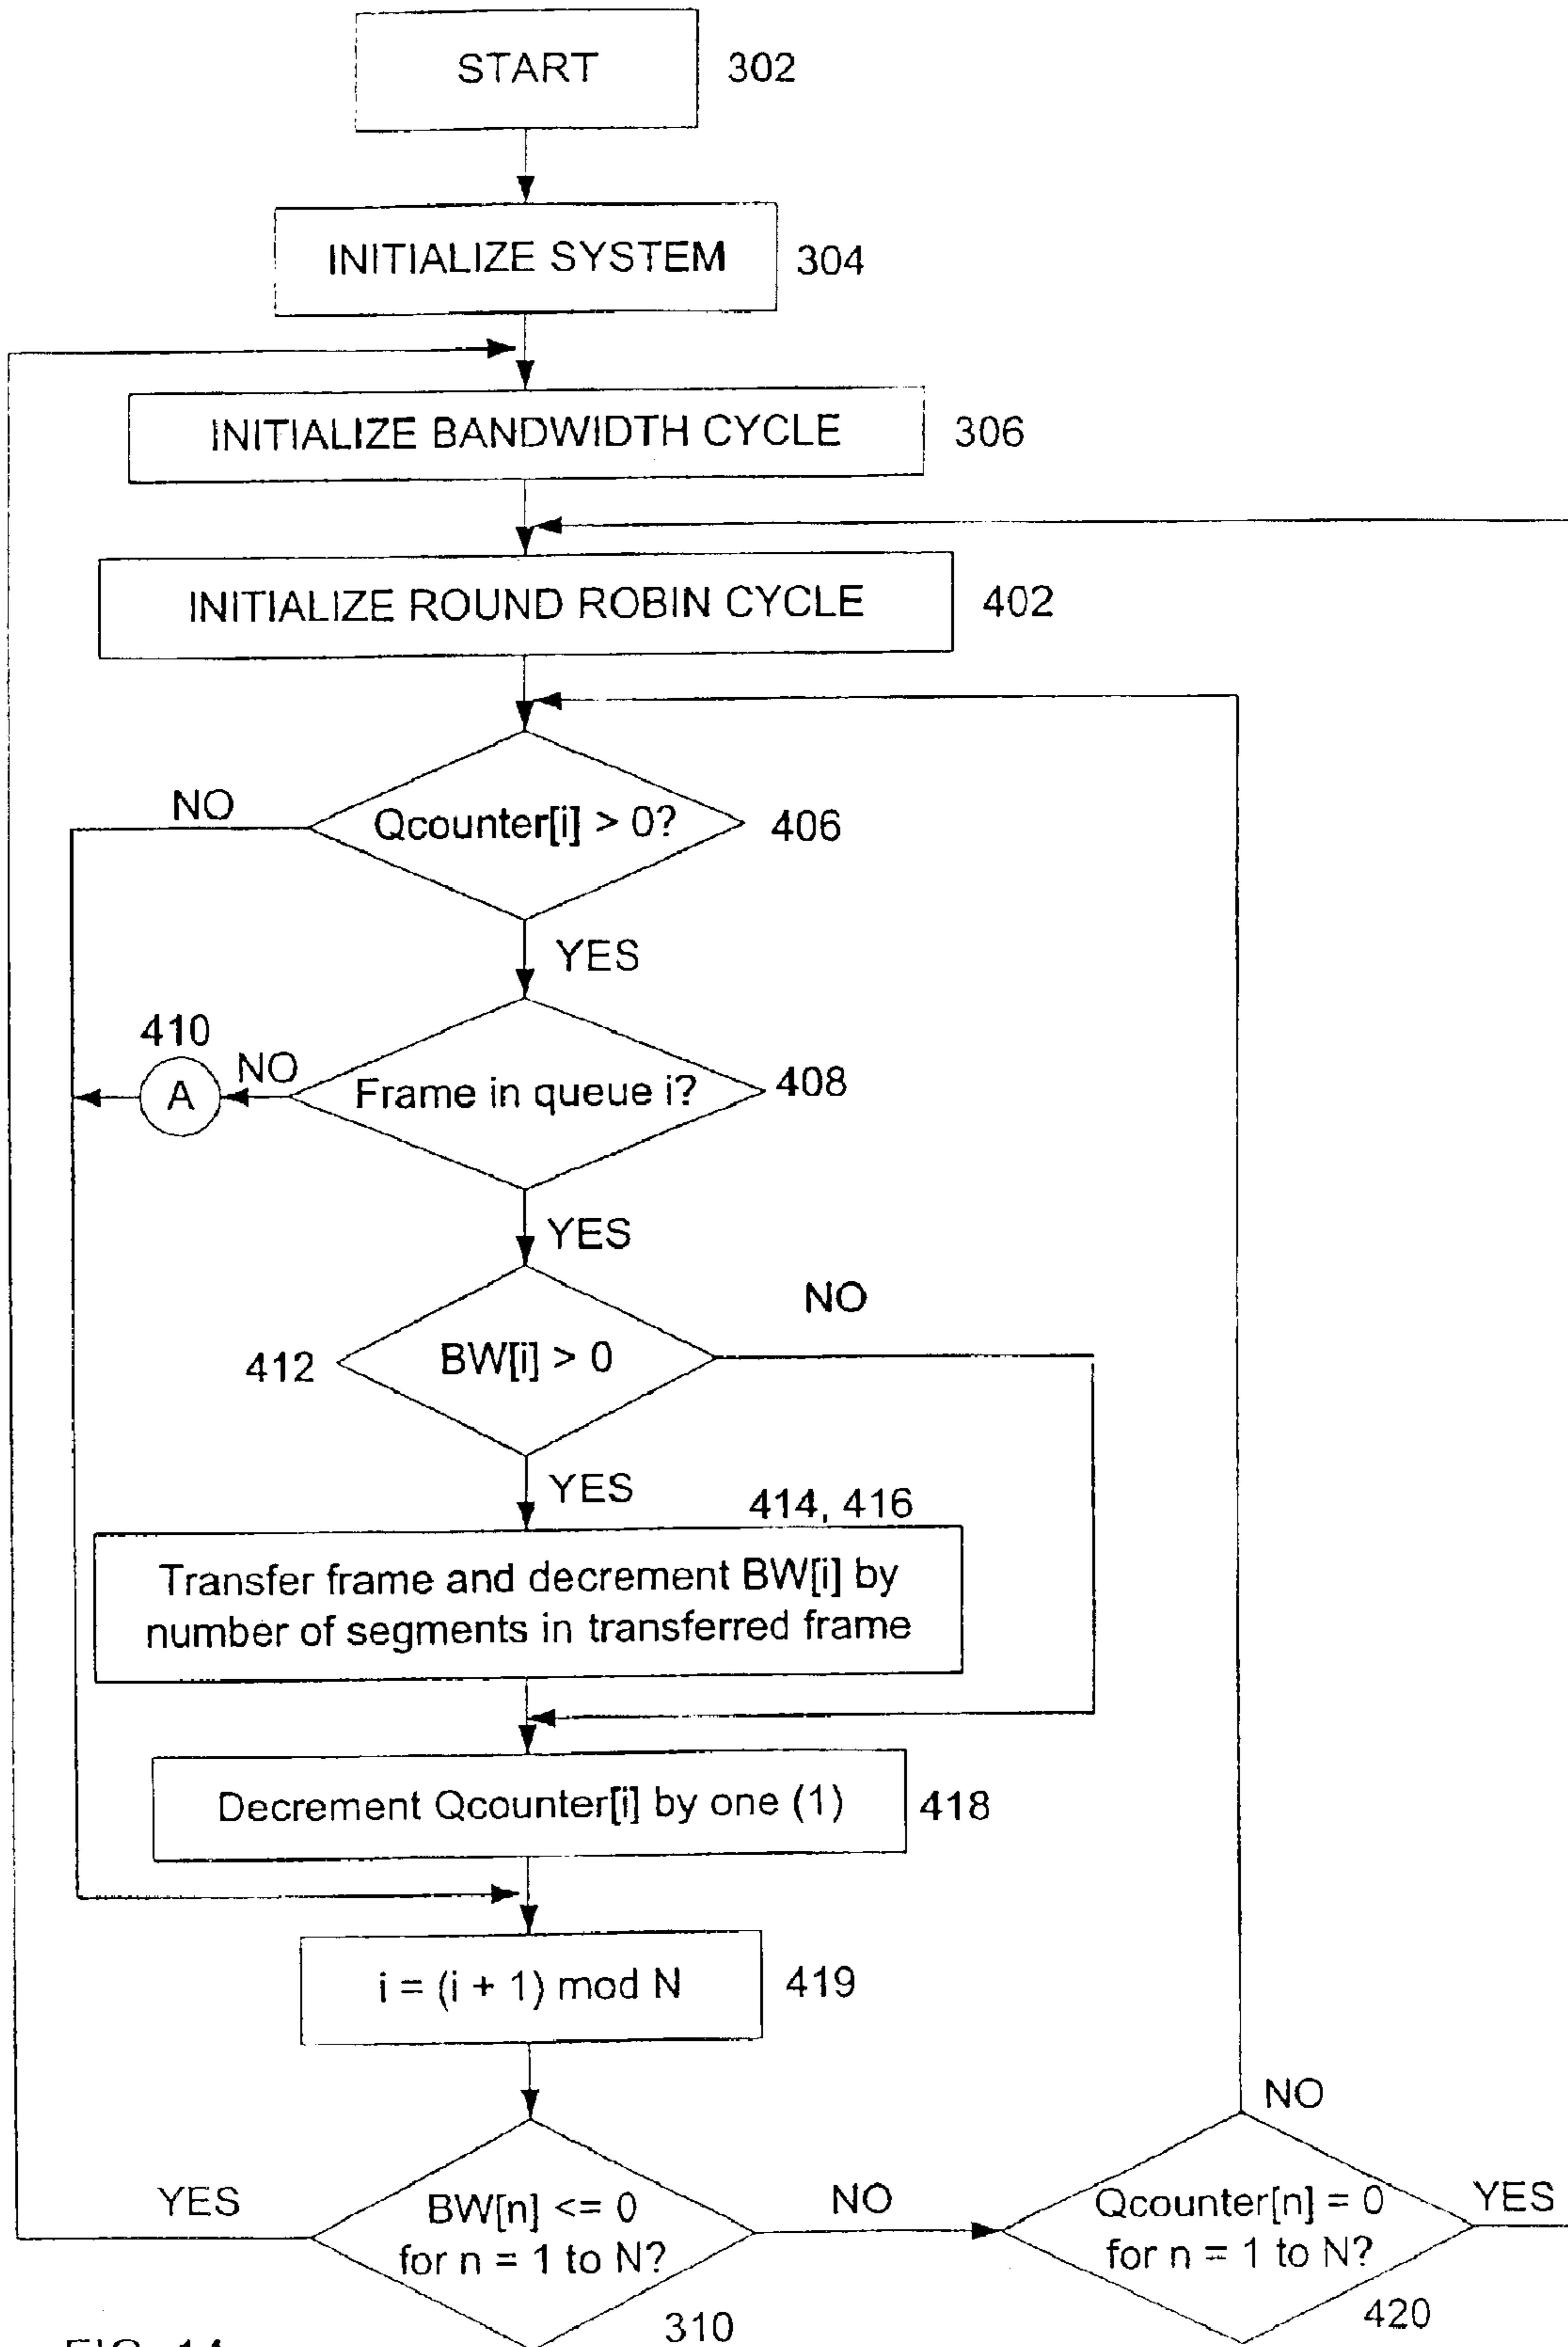 START
302
INITIALIZE SYSTEM
304
INITIALIZE BANDWIDTH CYCLE
306
INITIALIZE ROUND ROBIN CYCLE
402
NO
Qcounter[i] > 0?
406
YES
410
A
NO
Frame in queue i?
408
YES
NO
412
BW[i] > 0
YES
414, 416
Transfer frame and decrement BW[i] by
number of segments in transferred frame
Decrement Qcounter[i] by one (1)
418
i = (i + 1) mod N
419
NO
YES
BW[n] <= 0
for n = 1 to N?
NO
Qcounter[n] = 0
for n = 1 to N?
YES
310
420
FIG. 14